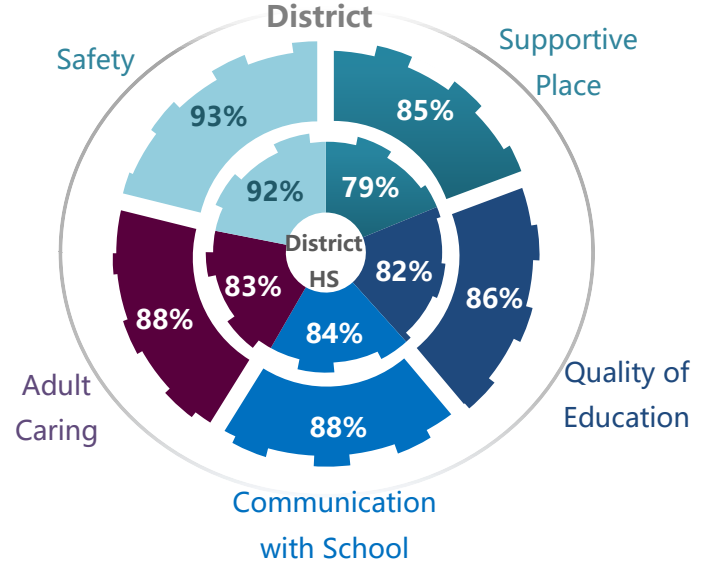 District
Safety
Supportive
Place
93%
85%
92%
79%
District
HS
83%
82%
88%
86%
84%
88%
Adult
Caring
Quality of
Education
Communication
with School